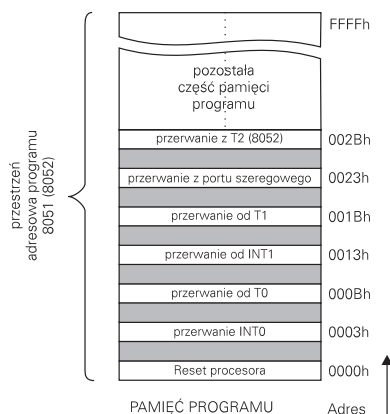 FFFFh
pozostała
część pamięci
programu
przerwanie z T2 (8052) 002Bh
przerwanie z portu szeregowego 0023h
przerwanie od T1 001Bh
przerwanie od INT1 0013h
przerwanie od T0 000Bh
przerwanie INT0 0003h
Reset procesora 0000h
przestrzeń
adresowa programu
8051 (8052)
PAMIĘĆ PROGRAMU Adres